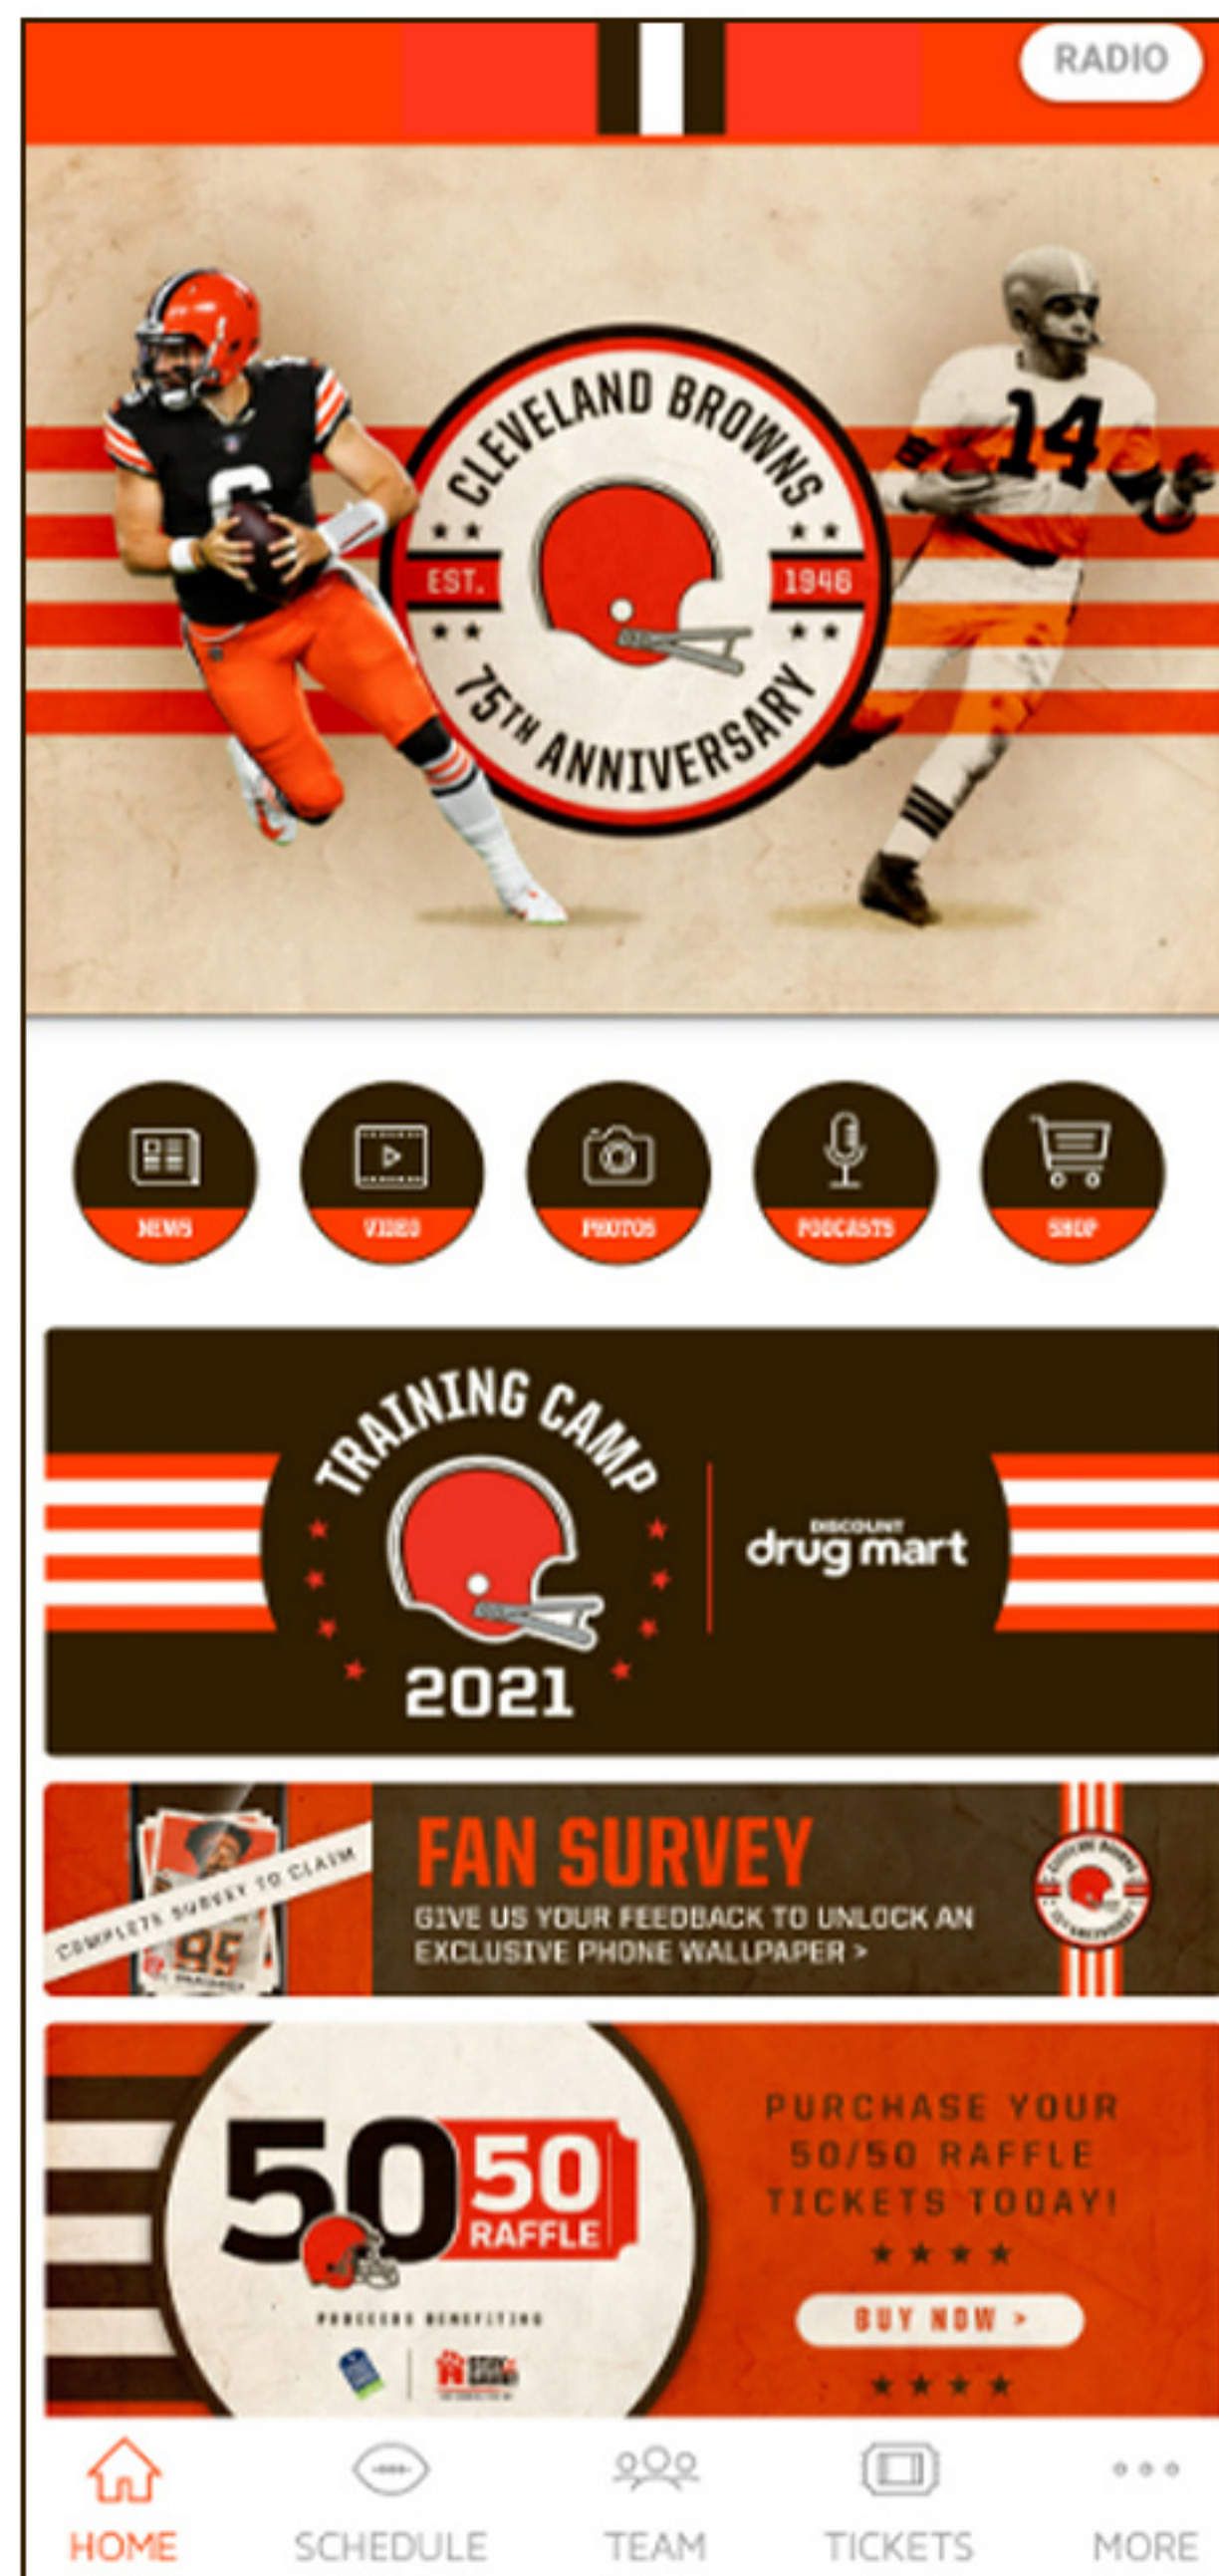 RADIO
CLEVELAND BROWNS
EST. 1946
75TH ANNIVERSARY
6
14
NEWS
VIDEO
PHOTOS
PODCASTS
SHOP
TRAINING CAMP
2021
DISCOUNT
drug mart
COMPLETE SURVEY TO CLAIM
95
FAN SURVEY
GIVE US YOUR FEEDBACK TO UNLOCK AN
EXCLUSIVE PHONE WALLPAPER >
50 50
RAFFLE
PROCEEDS BENEFITING
PURCHASE YOUR
50/50 RAFFLE
TICKETS TODAY!
BUY NOW >
HOME
SCHEDULE
TEAM
TICKETS
MORE